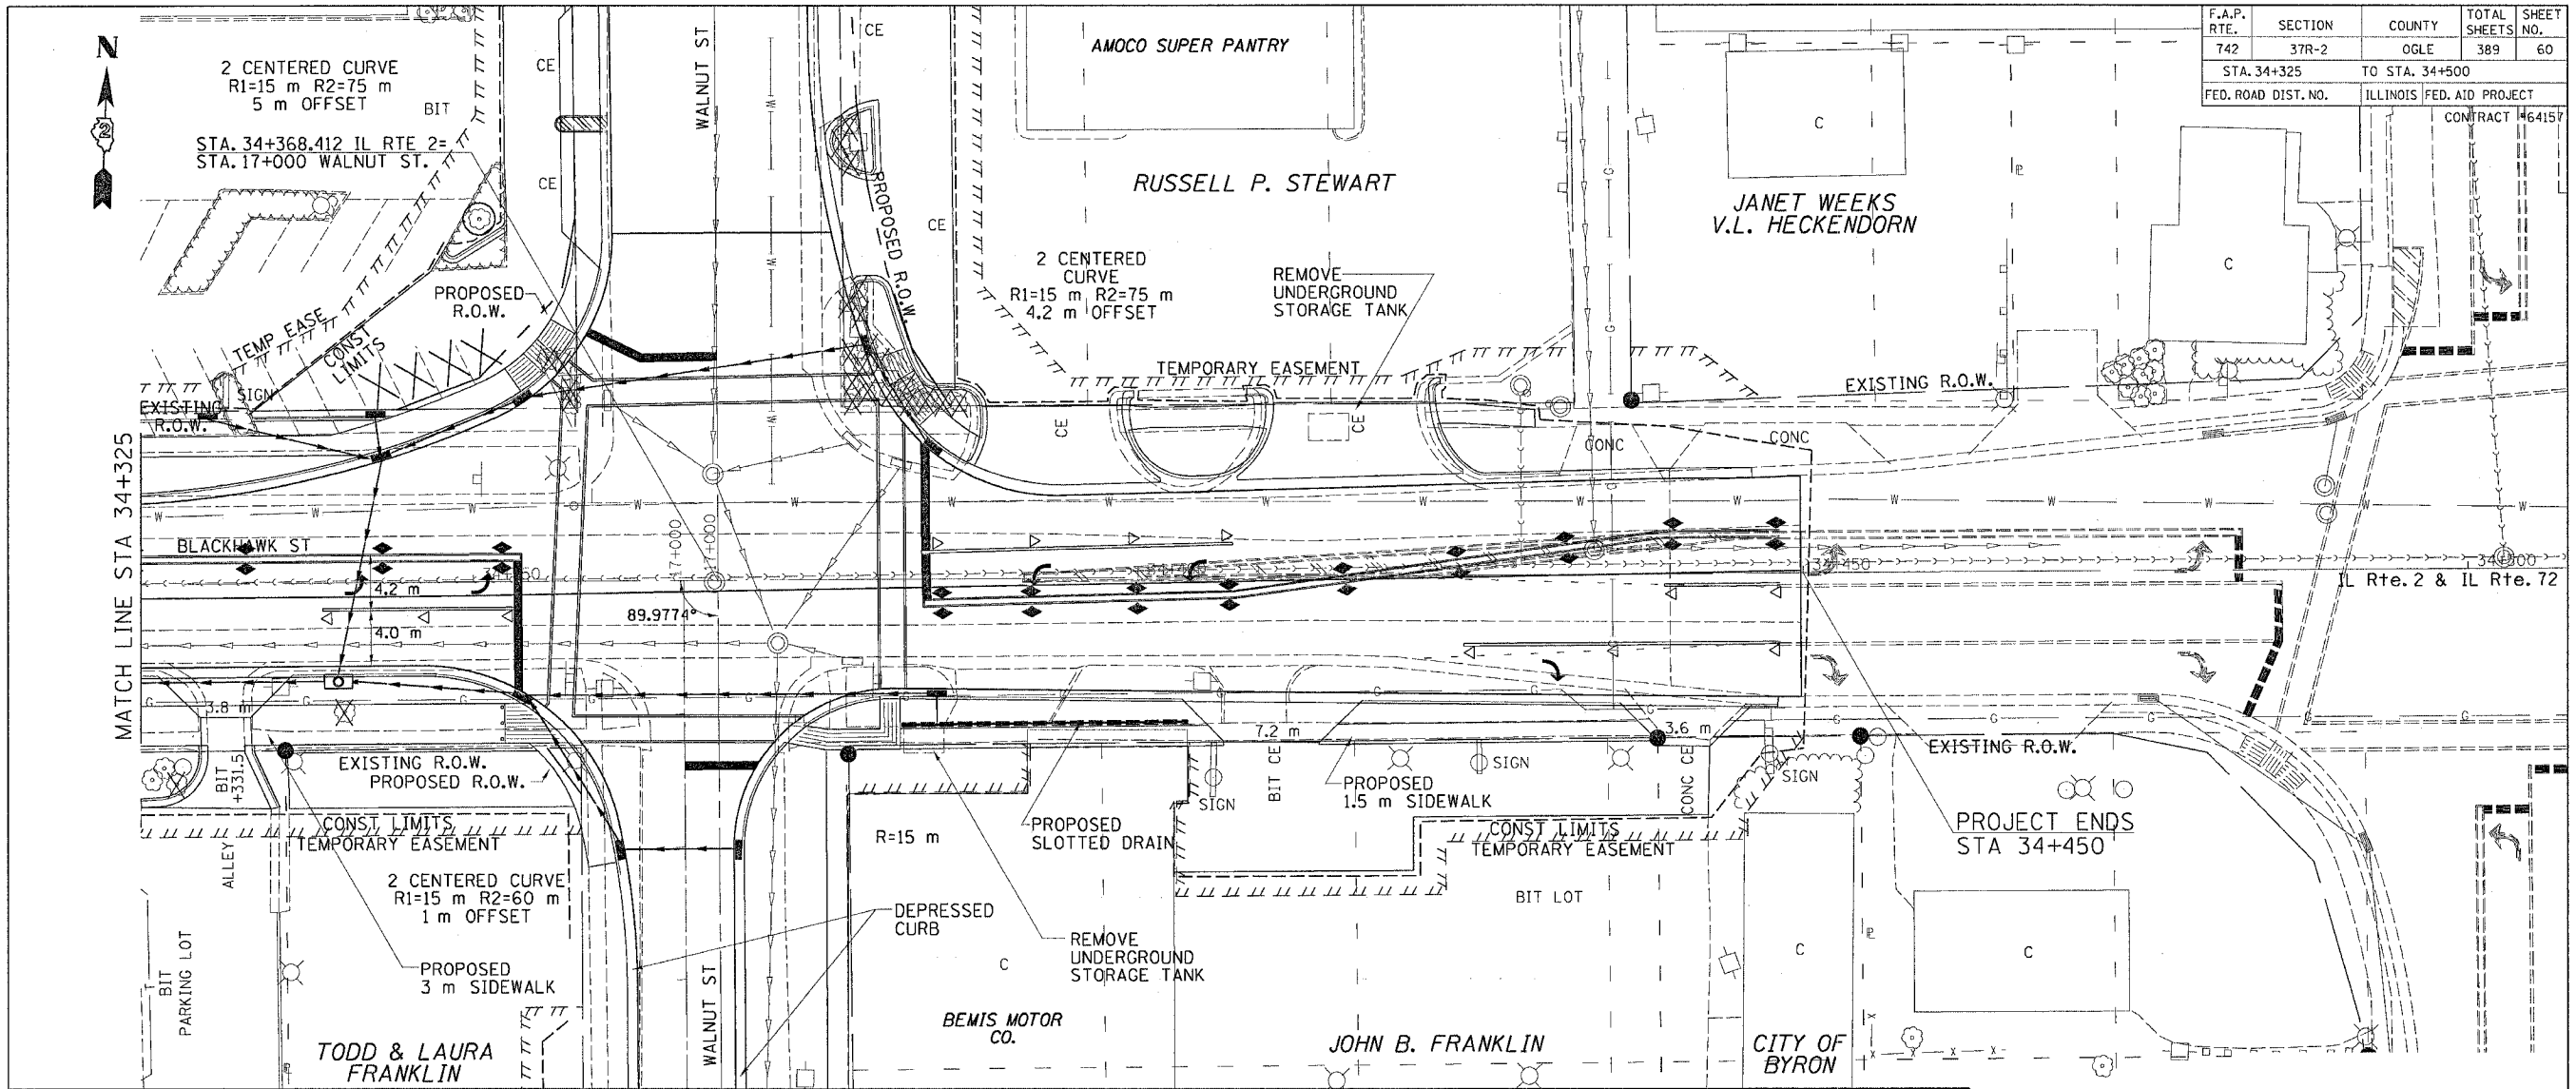 F.A.P. RTE. SECTION COUNTY TOTAL SHEETS SHEET NO.
742 37R-2 OGLE 389 60
STA. 34+325 TO STA. 34+500
FED. ROAD DIST. NO. ILLINOIS FED. AID PROJECT
CONTRACT #64157
N
2
2 CENTERED CURVE
R1=15 m R2=75 m
5 m OFFSET
BIT
STA. 34+368.412 IL RTE 2=
STA. 17+000 WALNUT ST.
CE
CE
WALNUT ST
CE
CE
PROPOSED R.O.W.
AMOCO SUPER PANTRY
RUSSELL P. STEWART
2 CENTERED
CURVE
R1=15 m R2=75 m
4.2 m OFFSET
REMOVE
UNDERGROUND
STORAGE TANK
C
JANET WEEKS
V.L. HECKENDORN
C
PROPOSED
R.O.W.
TEMP EASE
CONST
LIMITS
SIGN
EXISTING
R.O.W.
TEMPORARY EASEMENT
EXISTING R.O.W.
CE
CE
CONC
CONC
MATCH LINE STA 34+325
BLACKHAWK ST
4.2 m
4.0 m
17+000
17+000
89.9774°
34+450
34+500
IL Rte. 2 & IL Rte. 72
3.8 m
7.2 m
3.6 m
EXISTING R.O.W.
PROPOSED R.O.W.
BIT
+331.5
ALLEY
CONST LIMITS
TEMPORARY EASEMENT
2 CENTERED CURVE
R1=15 m R2=60 m
1 m OFFSET
PROPOSED
3 m SIDEWALK
BIT
PARKING LOT
TODD & LAURA
FRANKLIN
WALNUT ST
DEPRESSED
CURB
R=15 m
PROPOSED
SLOTTED DRAIN
REMOVE
UNDERGROUND
STORAGE TANK
C
BEMIS MOTOR
CO.
SIGN
BIT CE
PROPOSED
1.5 m SIDEWALK
SIGN
CONC CE
SIGN
CONST LIMITS
TEMPORARY EASEMENT
BIT LOT
JOHN B. FRANKLIN
C
CITY OF
BYRON
EXISTING R.O.W.
PROJECT ENDS
STA 34+450
C